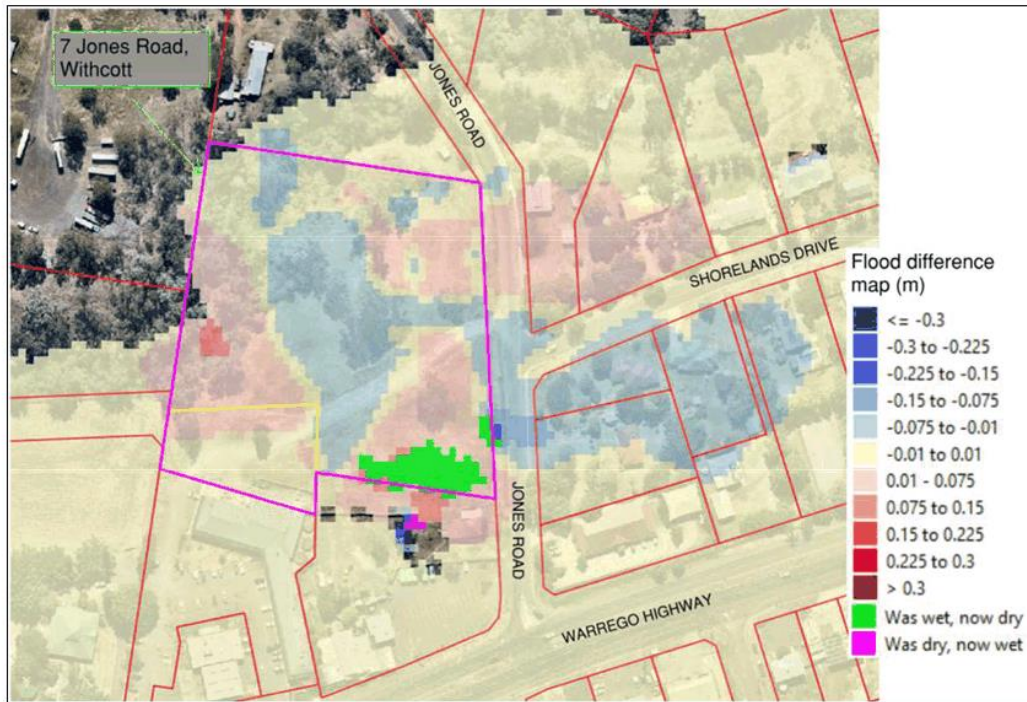 7 Jones Road,
Withcott
JONES ROAD
SHORELANDS DRIVE
JONES ROAD
WARREGO HIGHWAY
Flood difference
map (m)
<= -0.3
-0.3 to -0.225
-0.225 to -0.15
-0.15 to -0.075
-0.075 to -0.01
-0.01 to 0.01
0.01 - 0.075
0.075 to 0.15
0.15 to 0.225
0.225 to 0.3
> 0.3
Was wet, now dry
Was dry, now wet